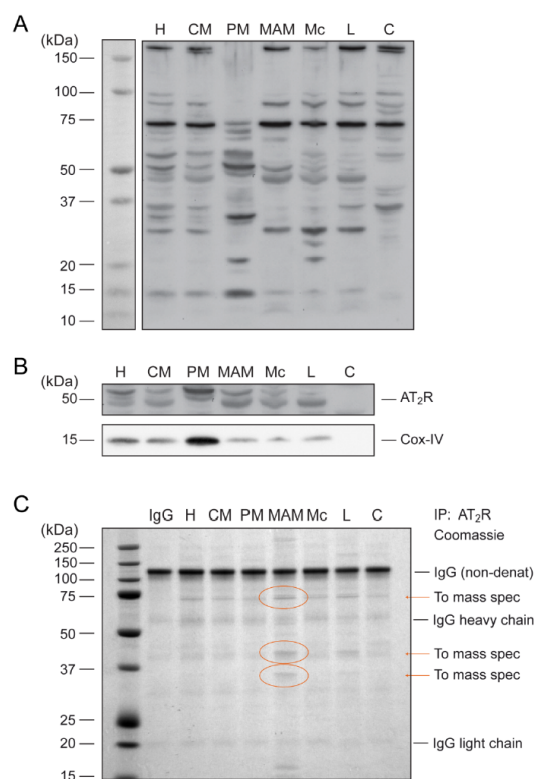 A
H CM PM MAM Mc L C
(kDa)
150
100
75
50
37
20
15
10
B
H CM PM MAM Mc L C
(kDa)
50
AT₂R
15
Cox-IV
C
IgG H CM PM MAM Mc L C
IP: AT₂R
(kDa)
Coomassie
250
150
100
IgG (non-denat)
75
To mass spec
IgG heavy chain
50
To mass spec
37
To mass spec
25
20
IgG light chain
15